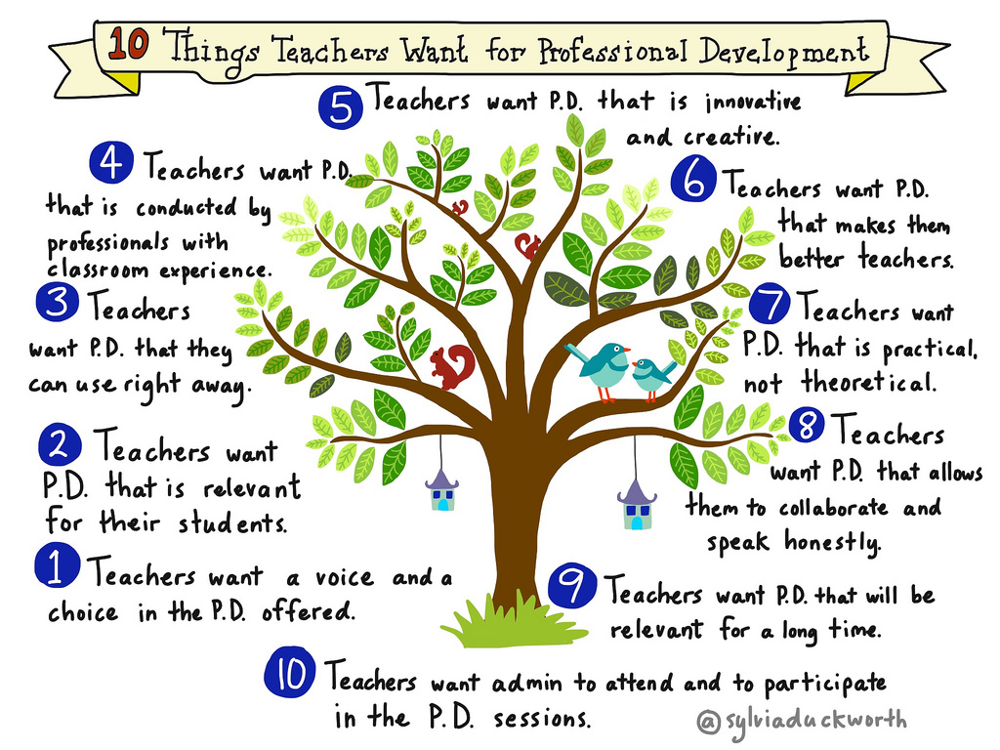 10 Things Teachers Want for Professional Development
1 Teachers want a voice and a
choice in the P.D. offered.
2 Teachers want
P.D. that is relevant
for their students.
3 Teachers
want P.D. that they
can use right away.
4 Teachers want P.D.
that is conducted by
professionals with
classroom experience.
5 Teachers want P.D. that is innovative
and creative.
6 Teachers want P.D.
that makes them
better teachers.
7 Teachers want
P.D. that is practical,
not theoretical.
8 Teachers
want P.D. that allows
them to collaborate and
speak honestly.
9 Teachers want P.D. that will be
relevant for a long time.
10 Teachers want admin to attend and to participate
in the P.D. sessions.
@sylviaduckworth